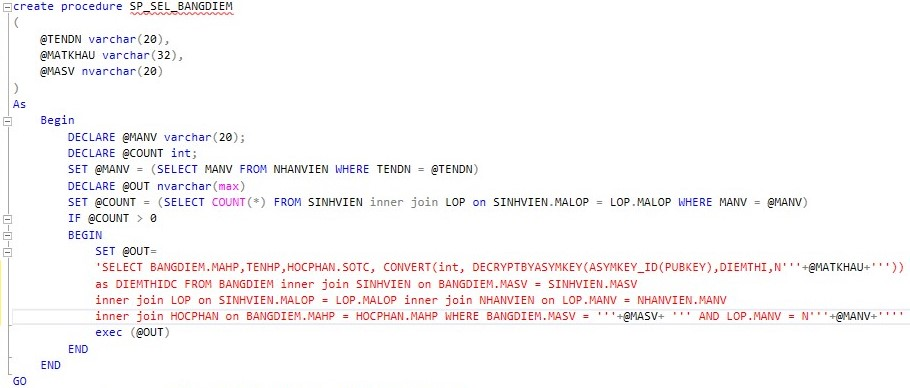 create procedure SP_SEL_BANGDIEM
(
@TENDN varchar(20),
@MATKHAU varchar(32),
@MASV nvarchar(20)
)
As
Begin
DECLARE @MANV varchar(20);
DECLARE @COUNT int;
SET @MANV = (SELECT MANV FROM NHANVIEN WHERE TENDN = @TENDN)
DECLARE @OUT nvarchar(max)
SET @COUNT = (SELECT COUNT(*) FROM SINHVIEN inner join LOP on SINHVIEN.MALOP = LOP.MALOP WHERE MANV = @MANV)
IF @COUNT > 0
BEGIN
SET @OUT=
'SELECT BANGDIEM.MAHP,TENHP,HOCPHAN.SOTC, CONVERT(int, DECRYPTBYASYMKEY(ASYMKEY_ID(PUBKEY),DIEMTHI,N'''+@MATKHAU+'''))
as DIEMTHIDC FROM BANGDIEM inner join SINHVIEN on BANGDIEM.MASV = SINHVIEN.MASV
inner join LOP on SINHVIEN.MALOP = LOP.MALOP inner join NHANVIEN on LOP.MANV = NHANVIEN.MANV
inner join HOCPHAN on BANGDIEM.MAHP = HOCPHAN.MAHP WHERE BANGDIEM.MASV = '''+@MASV+ ''' AND LOP.MANV = N'''+@MANV+''''
exec (@OUT)
END
END
GO